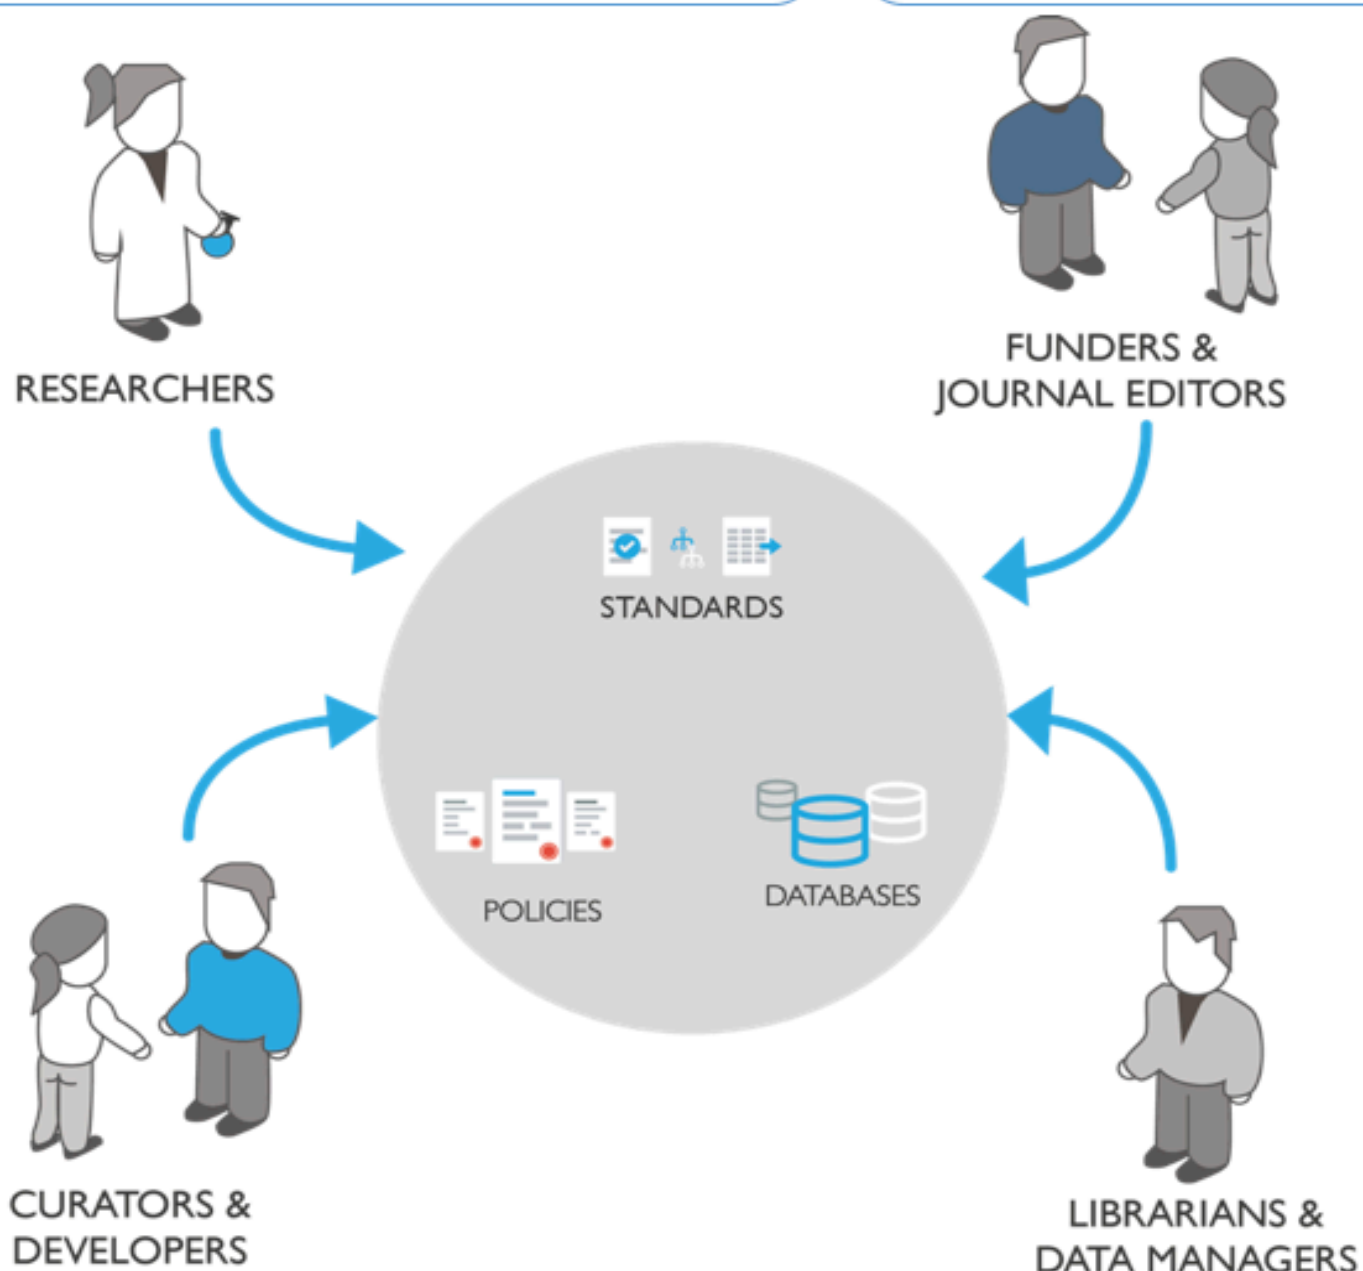 RESEARCHERS
FUNDERS &
JOURNAL EDITORS
STANDARDS
POLICIES
DATABASES
CURATORS &
DEVELOPERS
LIBRARIANS &
DATA MANAGERS